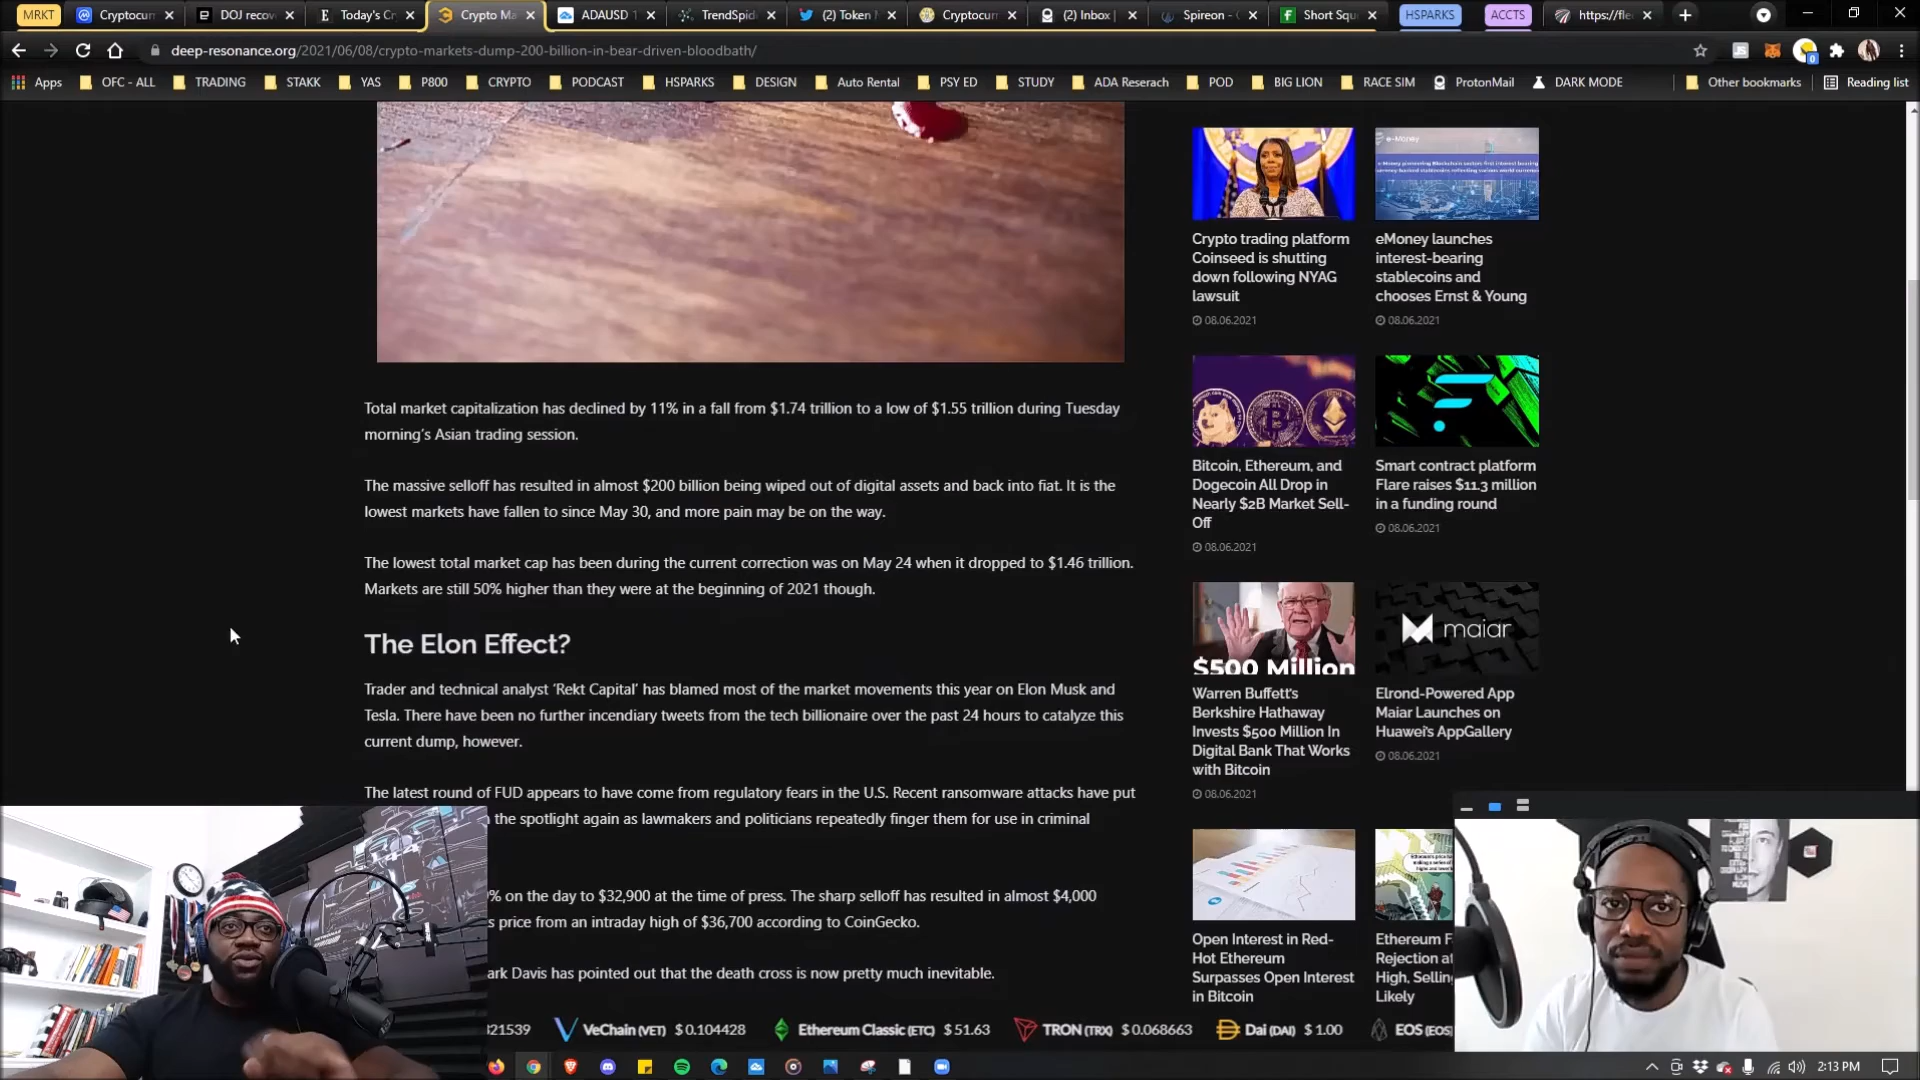 MRKT
Cryptocur
DOJ recov
Today's Cr
Crypto Ma
ADAUSD
TrendSpid
(2) Token
Cryptocur
(2) Inbox |
Spireon -
Short Squ
HSPARKS
ACCTS
https://fle
deep-resonance.org/2021/06/08/crypto-markets-dump-200-billion-in-bear-driven-bloodbath/
Apps
OFC - ALL
TRADING
STAKK
YAS
P800
CRYPTO
PODCAST
HSPARKS
DESIGN
Auto Rental
PSY ED
STUDY
ADA Reserach
POD
BIG LION
RACE SIM
ProtonMail
DARK MODE
Other bookmarks
Reading list
Total market capitalization has declined by 11% in a fall from $1.74 trillion to a low of $1.55 trillion during Tuesday
morning's Asian trading session.
The massive selloff has resulted in almost $200 billion being wiped out of digital assets and back into fiat. It is the
lowest markets have fallen to since May 30, and more pain may be on the way.
The lowest total market cap has been during the current correction was on May 24 when it dropped to $1.46 trillion.
Markets are still 50% higher than they were at the beginning of 2021 though.
The Elon Effect?
Trader and technical analyst ‘Rekt Capital’ has blamed most of the market movements this year on Elon Musk and
Tesla. There have been no further incendiary tweets from the tech billionaire over the past 24 hours to catalyze this
current dump, however.
The latest round of FUD appears to have come from regulatory fears in the U.S. Recent ransomware attacks have put
the spotlight again as lawmakers and politicians repeatedly finger them for use in criminal
% on the day to $32,900 at the time of press. The sharp selloff has resulted in almost $4,000
s price from an intraday high of $36,700 according to CoinGecko.
ark Davis has pointed out that the death cross is now pretty much inevitable.
Crypto trading platform
Coinseed is shutting
down following NYAG
lawsuit
08.06.2021
e-Money
eMoney launches
interest-bearing
stablecoins and
chooses Ernst & Young
08.06.2021
Bitcoin, Ethereum, and
Dogecoin All Drop in
Nearly $2B Market Sell-
Off
08.06.2021
Smart contract platform
Flare raises $11.3 million
in a funding round
08.06.2021
$500 Million
Warren Buffett's
Berkshire Hathaway
Invests $500 Million In
Digital Bank That Works
with Bitcoin
08.06.2021
maiar
Elrond-Powered App
Maiar Launches on
Huawei's AppGallery
08.06.2021
Open Interest in Red-
Hot Ethereum
Surpasses Open Interest
in Bitcoin
Ethereum F
Rejection at
High, Selling
Likely
321539
VeChain (VET) $ 0.104428
Ethereum Classic (ETC) $ 51.63
TRON (TRX) $ 0.068663
Dai (DAI) $ 1.00
EOS (EOS)
2:13 PM